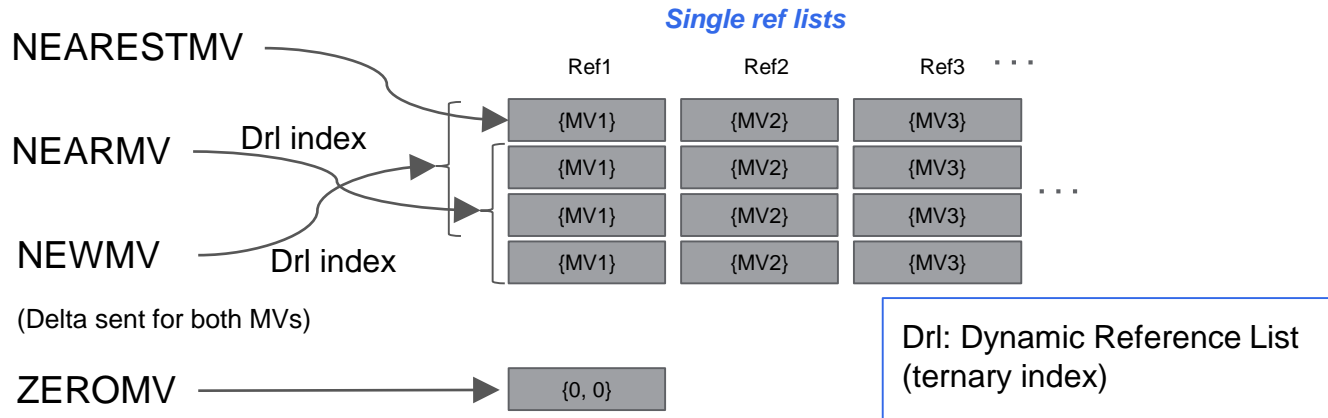 Single ref lists
NEARESTMV
Ref1 Ref2 Ref3 ...
{MV1} {MV2} {MV3}
NEARMV Drl index
{MV1} {MV2} {MV3}
...
{MV1} {MV2} {MV3}
NEWMV Drl index
{MV1} {MV2} {MV3}
(Delta sent for both MVs)
Drl: Dynamic Reference List
(ternary index)
ZEROMV
{0, 0}